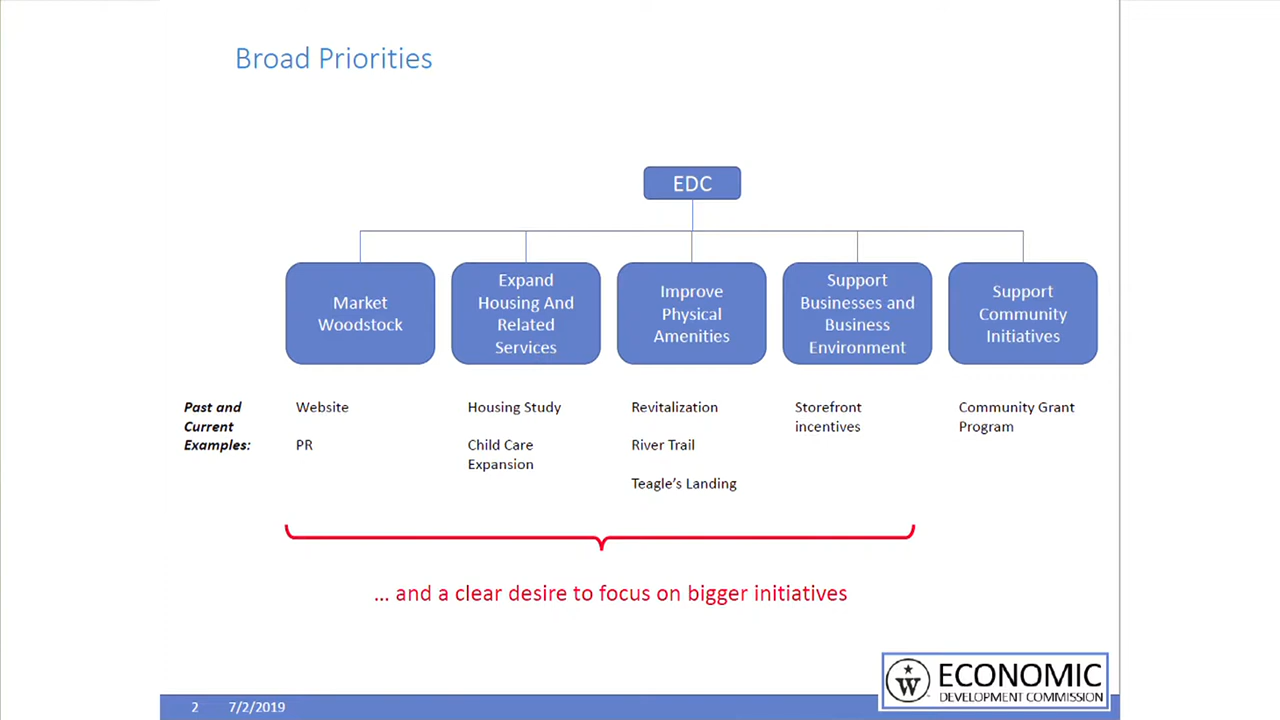 Broad Priorities
EDC
Market
Woodstock
Expand
Housing And
Related
Services
Improve
Physical
Amenities
Support
Businesses and
Business
Environment
Support
Community
Initiatives
Past and
Current
Examples:
Website
PR
Housing Study
Child Care
Expansion
Revitalization
River Trail
Teagle’s Landing
Storefront
incentives
Community Grant
Program
... and a clear desire to focus on bigger initiatives
2 7/2/2019
W
ECONOMIC
DEVELOPMENT COMMISSION